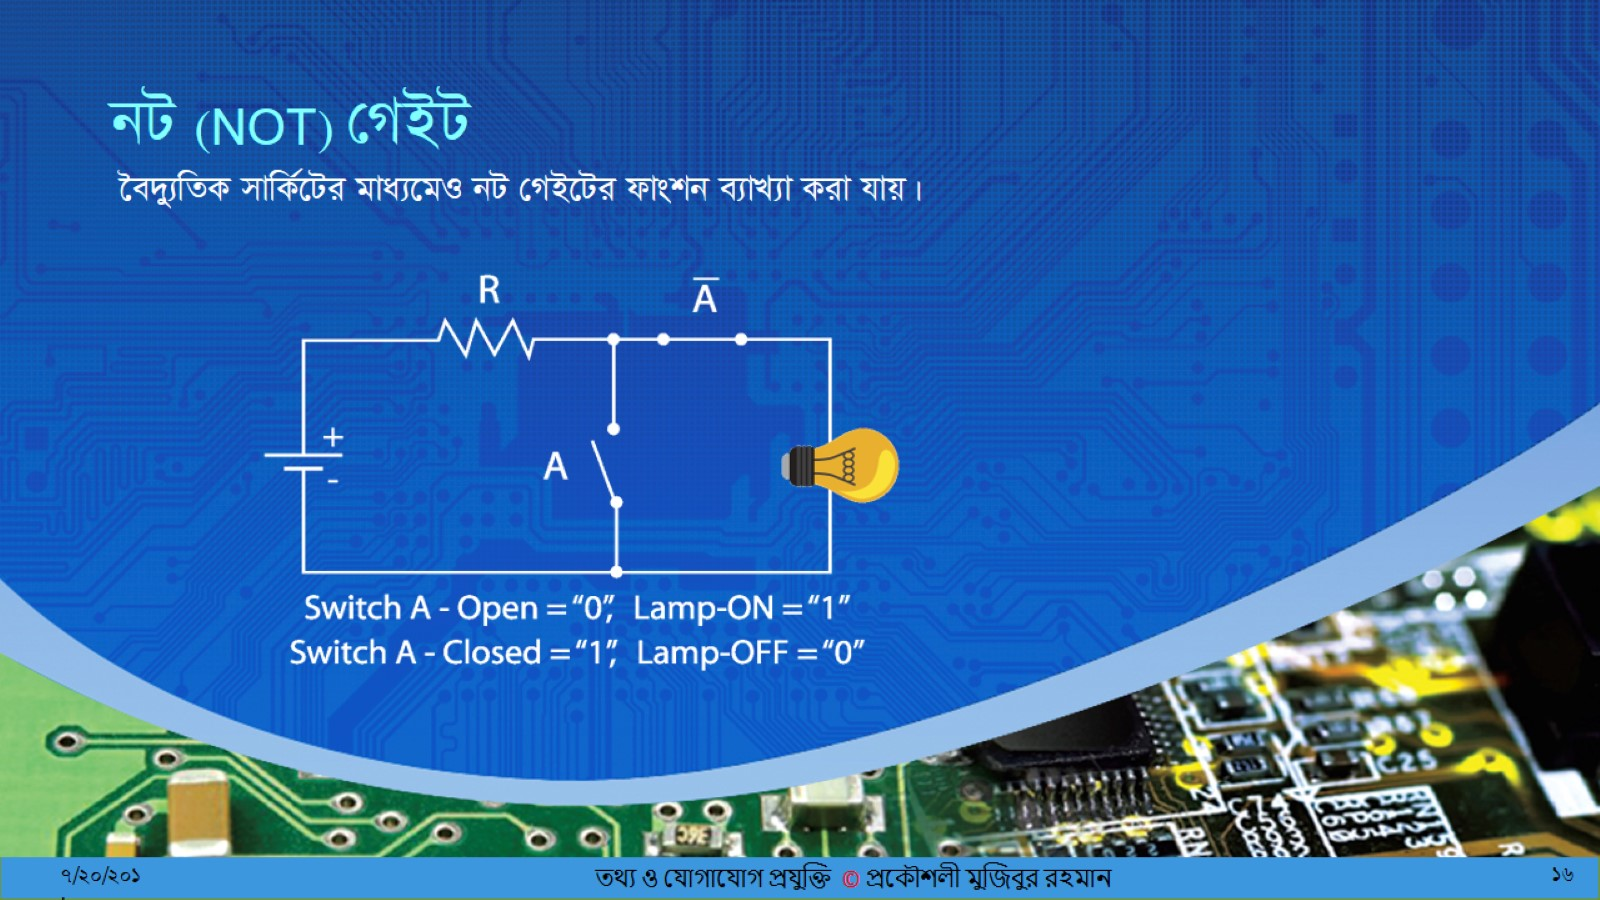 নট (NOT) গেইট
বৈদ্যুতিক সার্কিটের মাধ্যমেও নট গেইটের ফাংশন ব্যাখ্যা করা যায়।
R
A̅
+
A
-
Switch A - Open = “0”, Lamp-ON = “1”
Switch A - Closed = “1”, Lamp-OFF = “0”
C25
৭/২০/২০১
তথ্য ও যোগাযোগ প্রযুক্তি © প্রকৌশলী মুজিবুর রহমান
১৬